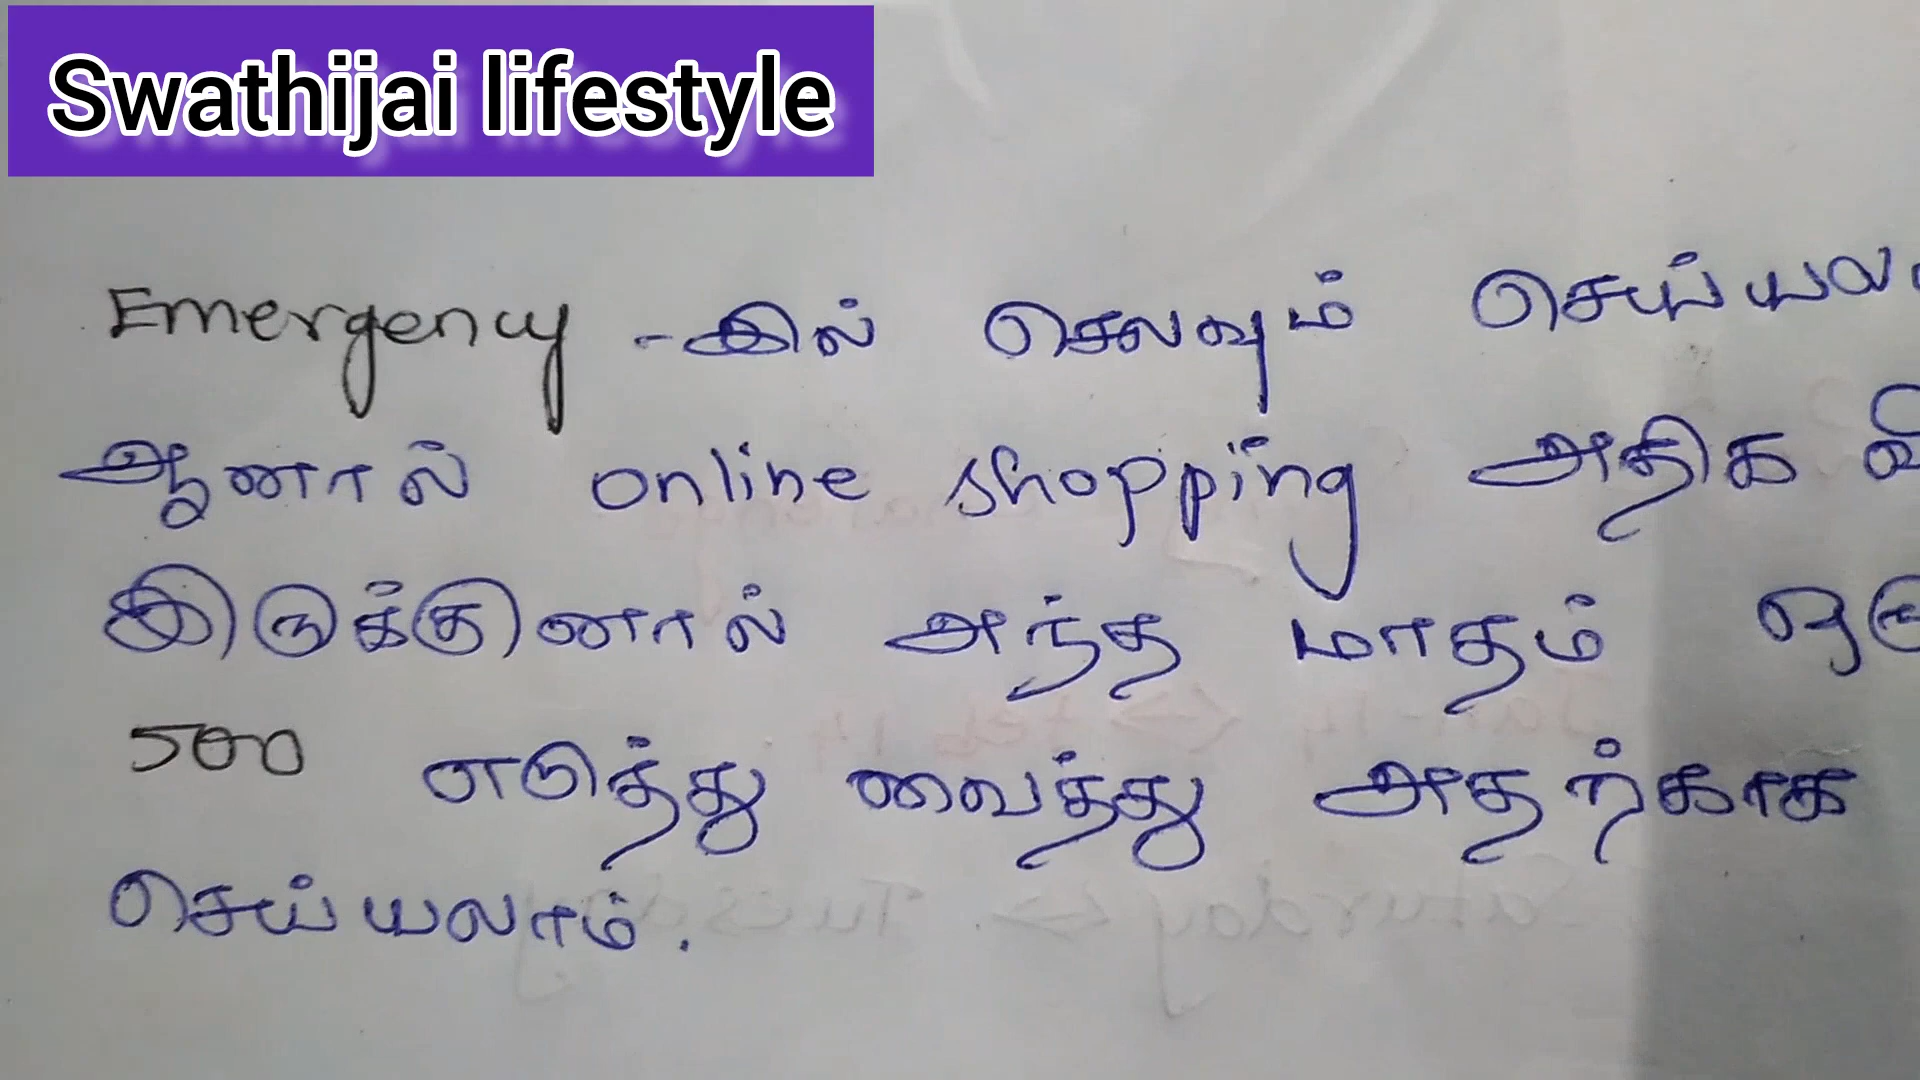 Swathijai lifestyle
Emergency -இல் செலவும்
ஆனால் online shopping அதிக
இருக்குனால் அந்த மாதம்
500 எடுத்து வைத்து அதற்காக
செய்யலாம்.